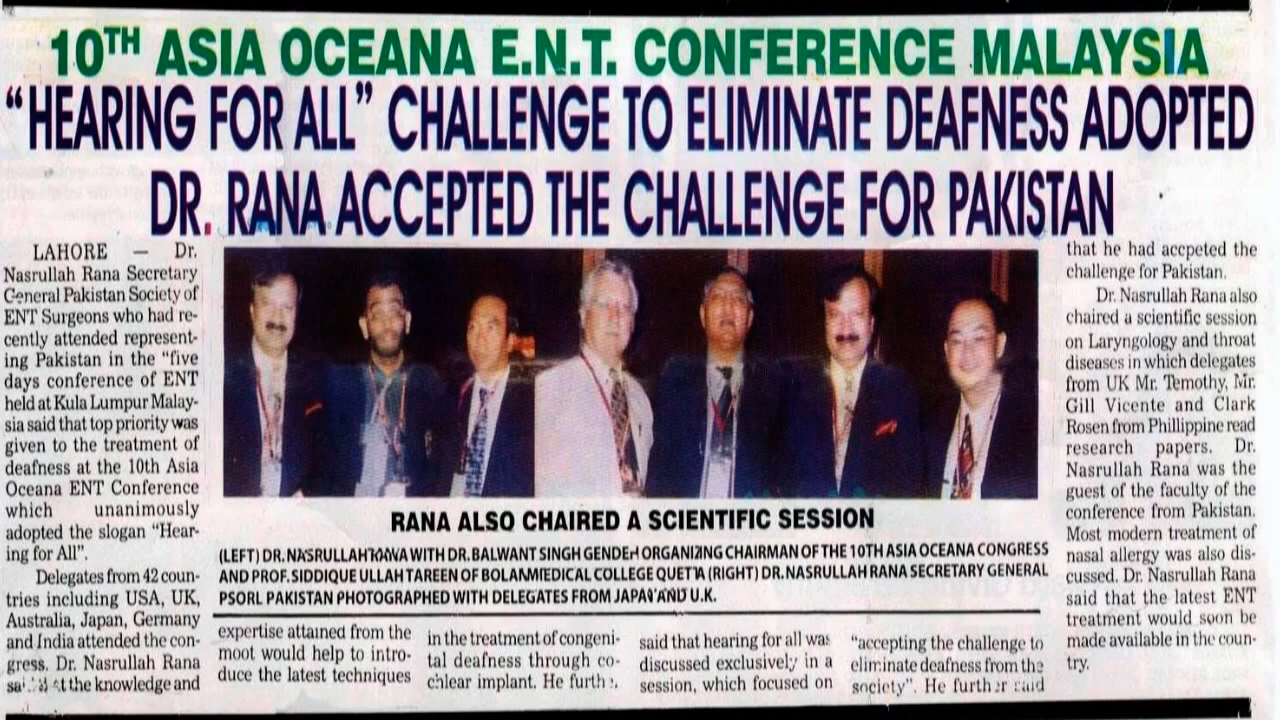 10TH ASIA OCEANA E.N.T. CONFERENCE MALAYSIA
"HEARING FOR ALL" CHALLENGE TO ELIMINATE DEAFNESS ADOPTED
DR. RANA ACCEPTED THE CHALLENGE FOR PAKISTAN
LAHORE — Dr.
Nasrullah Rana Secretary
General Pakistan Society of
ENT Surgeons who had re-
cently attended represent-
ing Pakistan in the "five
days conference of ENT
held at Kula Lumpur Malay-
sia said that top priority was
given to the treatment of
deafness at the 10th Asia
Oceana ENT Conference
which unanimously
adopted the slogan "Hear-
ing for All".
Delegates from 42 coun-
tries including USA, UK,
Australia, Japan, Germany
and India attended the con-
gress. Dr. Nasrullah Rana
the knowledge and
RANA ALSO CHAIRED A SCIENTIFIC SESSION
(LEFT) DR. NASRULLAH RANA WITH DR. BALWANT SINGH GENDEH ORGANIZING CHAIRMAN OF THE 10TH ASIA OCEANA CONGRESS
AND PROF. SIDDIQUE ULLAH TAREEN OF BOLAN MEDICAL COLLEGE QUETTA (RIGHT) DR. NASRULLAH RANA SECRETARY GENERAL
PSORL PAKISTAN PHOTOGRAPHED WITH DELEGATES FROM JAPAN AND U.K.
expertise attained from the
moot would help to intro-
duce the latest techniques
in the treatment of congeni-
tal deafness through co-
chlear implant. He further
said that hearing for all was
discussed exclusively in a
session, which focused on
"accepting the challenge to
eliminate deafness from the
society". He further said
that he had accpeted the
challenge for Pakistan.
Dr. Nasrullah Rana also
chaired a scientific session
on Laryngology and throat
diseases in which delegates
from UK Mr. Temothy, Mr.
Gill Vicente and Clark
Rosen from Phillippine read
research papers. Dr.
Nasrullah Rana was the
guest of the faculty of the
conference from Pakistan.
Most modern treatment of
nasal allergy was also dis-
cussed. Dr. Nasrullah Rana
said that the latest ENT
treatment would soon be
made available in the coun-
try.